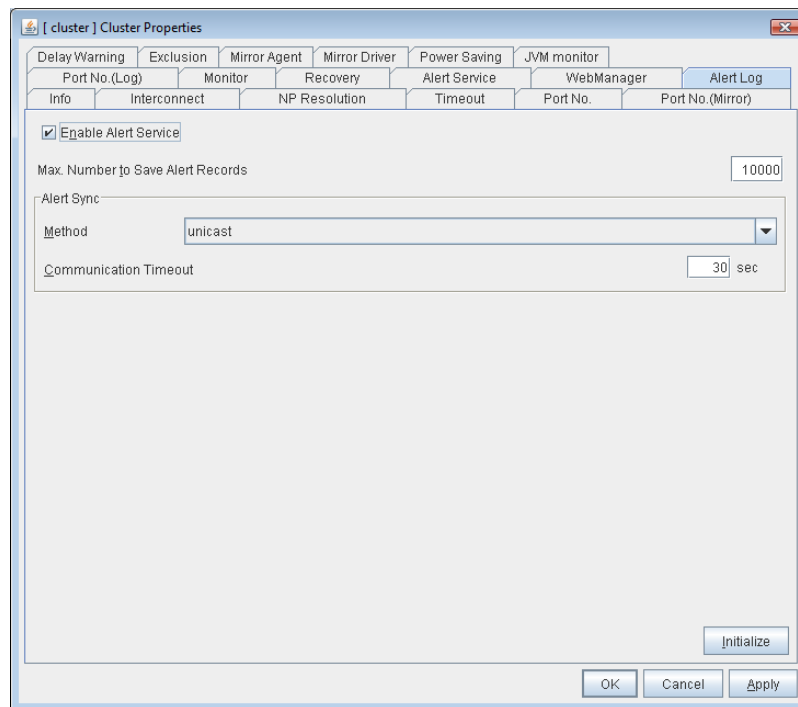 [ cluster ] Cluster Properties
Delay Warning Exclusion Mirror Agent Mirror Driver Power Saving JVM monitor
Port No.(Log) Monitor Recovery Alert Service WebManager Alert Log
Info Interconnect NP Resolution Timeout Port No. Port No.(Mirror)
Enable Alert Service
Max. Number to Save Alert Records 10000
Alert Sync
Method unicast
Communication Timeout 30 sec
Initialize
OK Cancel Apply